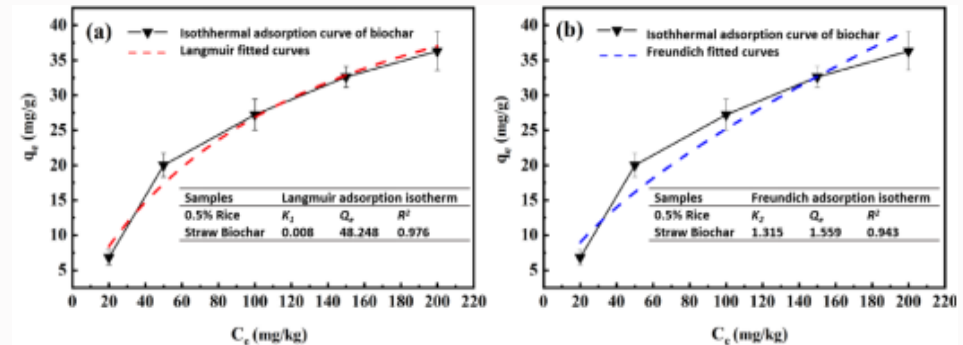 (a)
Isothhermal adsorption curve of biochar
Langmuir fitted curves
40
35
30
25
20
15
10
5
qe (mg/g)
Samples Langmuir adsorption isotherm
0.5% Rice K1 Qe R2
Straw Biochar 0.008 48.248 0.976
0 20 40 60 80 100 120 140 160 180 200 220
Ce (mg/kg)
(b)
Isothhermal adsorption curve of biochar
Freundich fitted curves
40
35
30
25
20
15
10
5
qe (mg/g)
Samples Freundich adsorption isotherm
0.5% Rice K2 Qe R2
Straw Biochar 1.315 1.559 0.943
0 20 40 60 80 100 120 140 160 180 200 220
Ce (mg/kg)